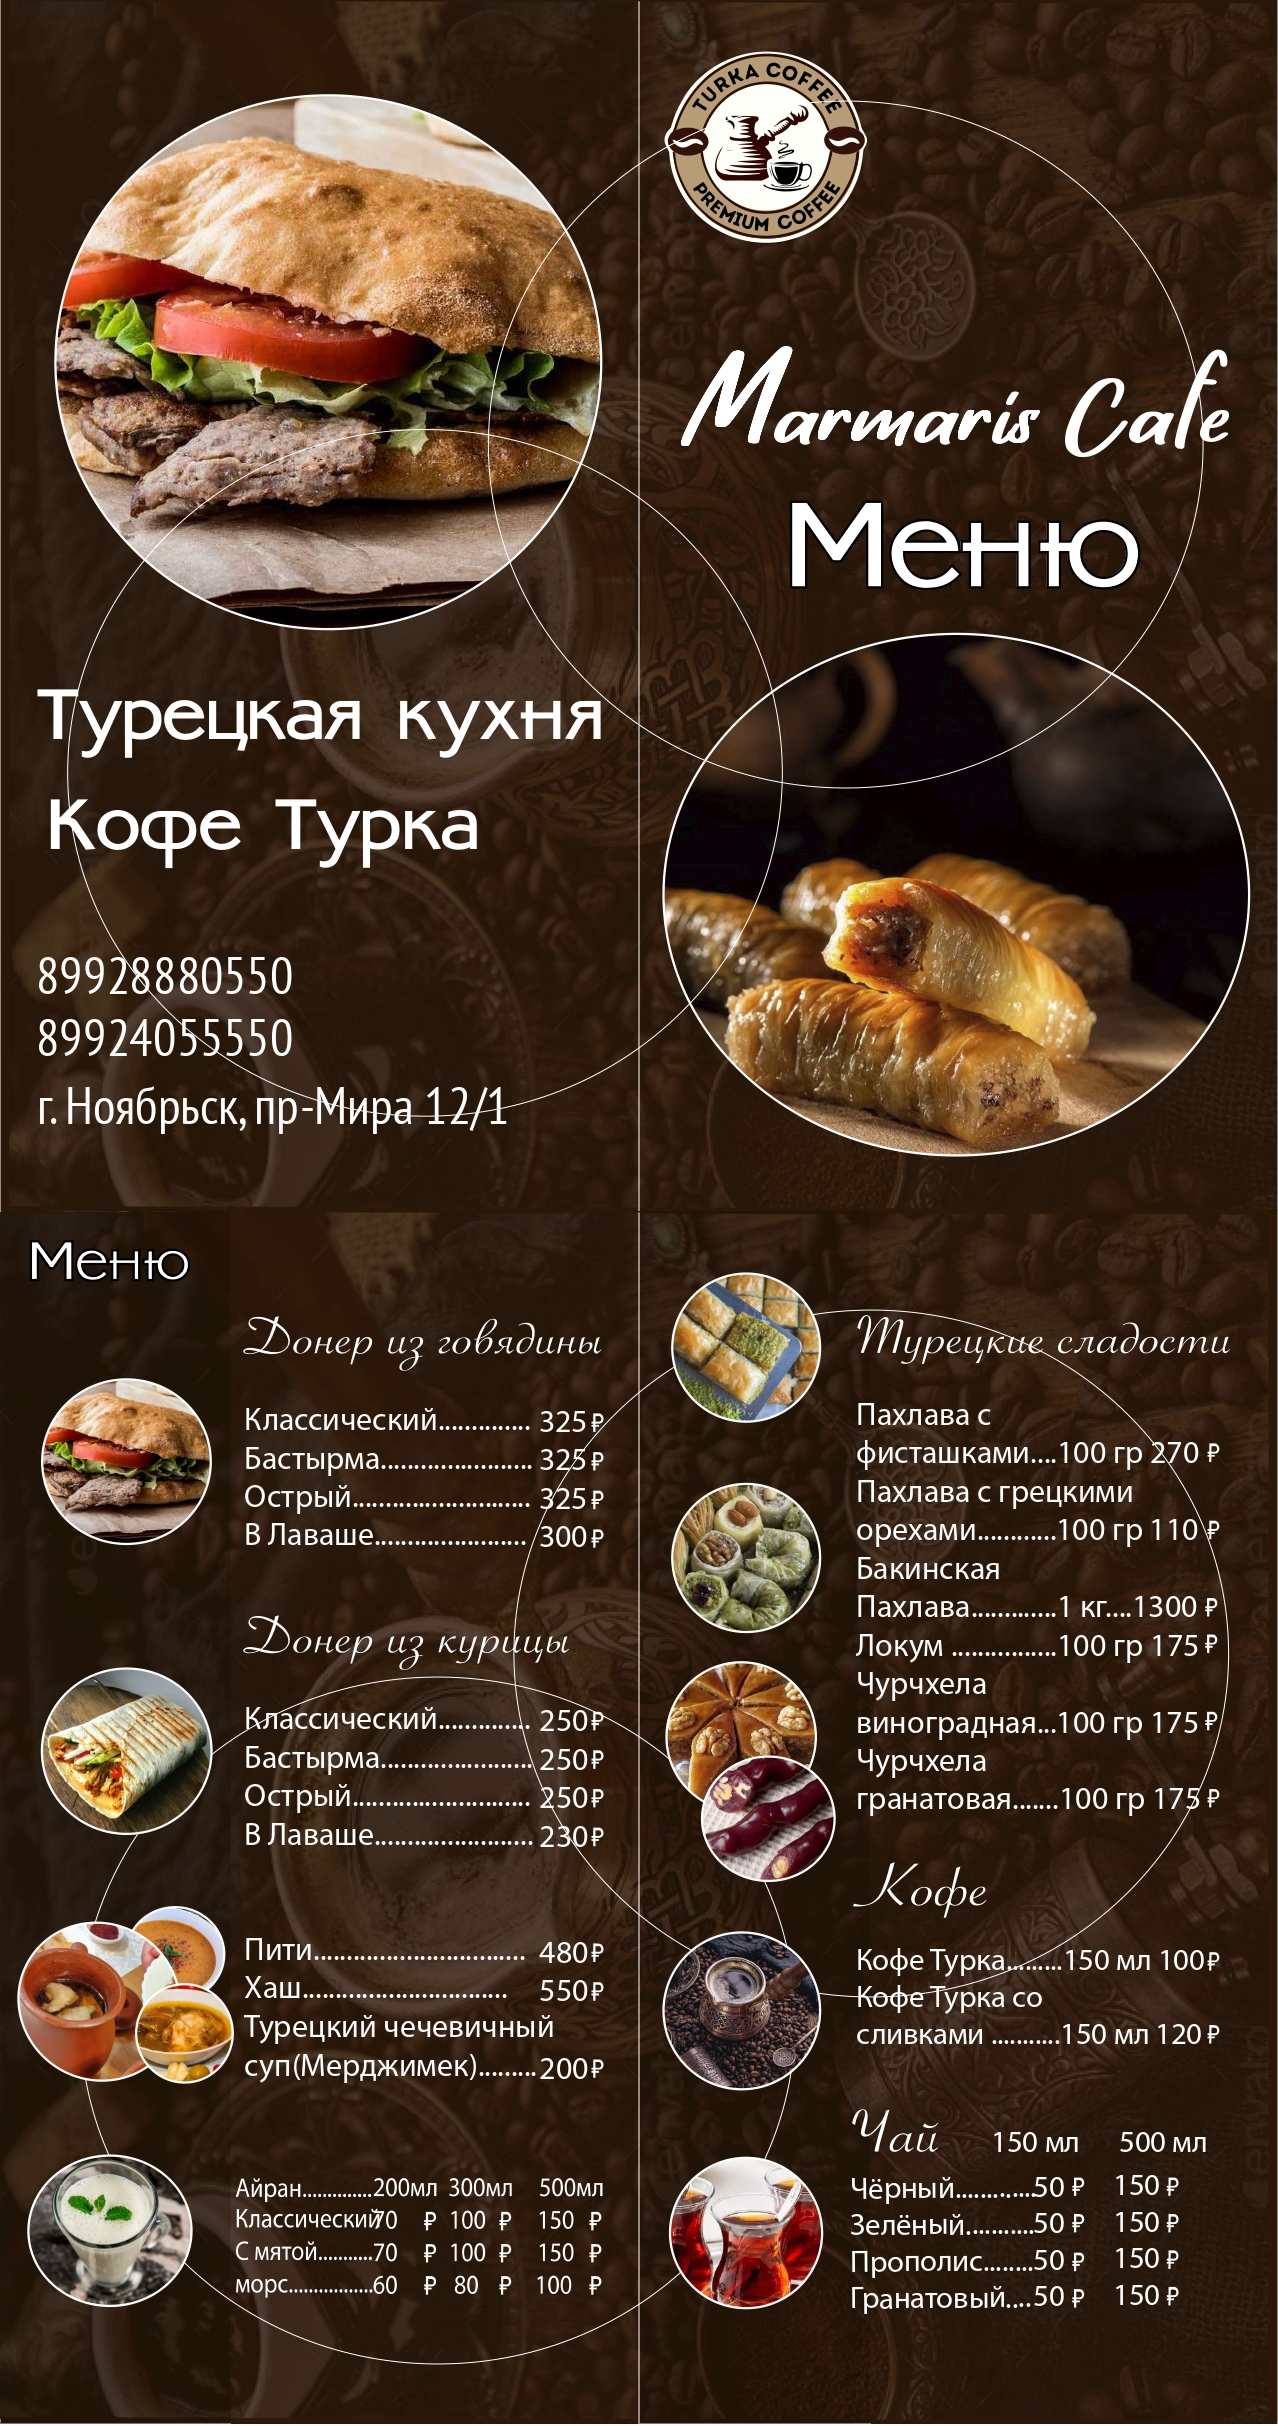 Турецкая кухня
Кофе Турка
89928880550
89924055550
г. Ноябрьск, пр-Мира 12/1
TURKA COFFEE
PREMIUM COFFEE
Marmaris Cafe
Меню
Меню
Донер из говядины
Классический.............. 325 ₽
Бастырма....................... 325 ₽
Острый........................... 325 ₽
В Лаваше....................... 300 ₽
Донер из курицы
Классический.............. 250 ₽
Бастырма....................... 250 ₽
Острый........................... 250 ₽
В Лаваше........................ 230 ₽
Пити................................ 480 ₽
Хаш............................... 550 ₽
Турецкий чечевичный
суп(Мерджимек).........200 ₽
Айран..............200мл 300мл 500мл
Классический70 ₽ 100 ₽ 150 ₽
С мятой...........70 ₽ 100 ₽ 150 ₽
морс.................60 ₽ 80 ₽ 100 ₽
Турецкие сладости
Пахлава с
фисташками....100 гр 270 ₽
Пахлава с грецкими
орехами............100 гр 110 ₽
Бакинская
Пахлава.............1 кг....1300 ₽
Локум ................100 гр 175 ₽
Чурчхела
виноградная...100 гр 175 ₽
Чурчхела
гранатовая.......100 гр 175 ₽
Кофе
Кофе Турка.........150 мл 100 ₽
Кофе Турка со
сливками ...........150 мл 120 ₽
Чай 150 мл 500 мл
Чёрный............50 ₽ 150 ₽
Зелёный...........50 ₽ 150 ₽
Прополис........50 ₽ 150 ₽
Гранатовый....50 ₽ 150 ₽